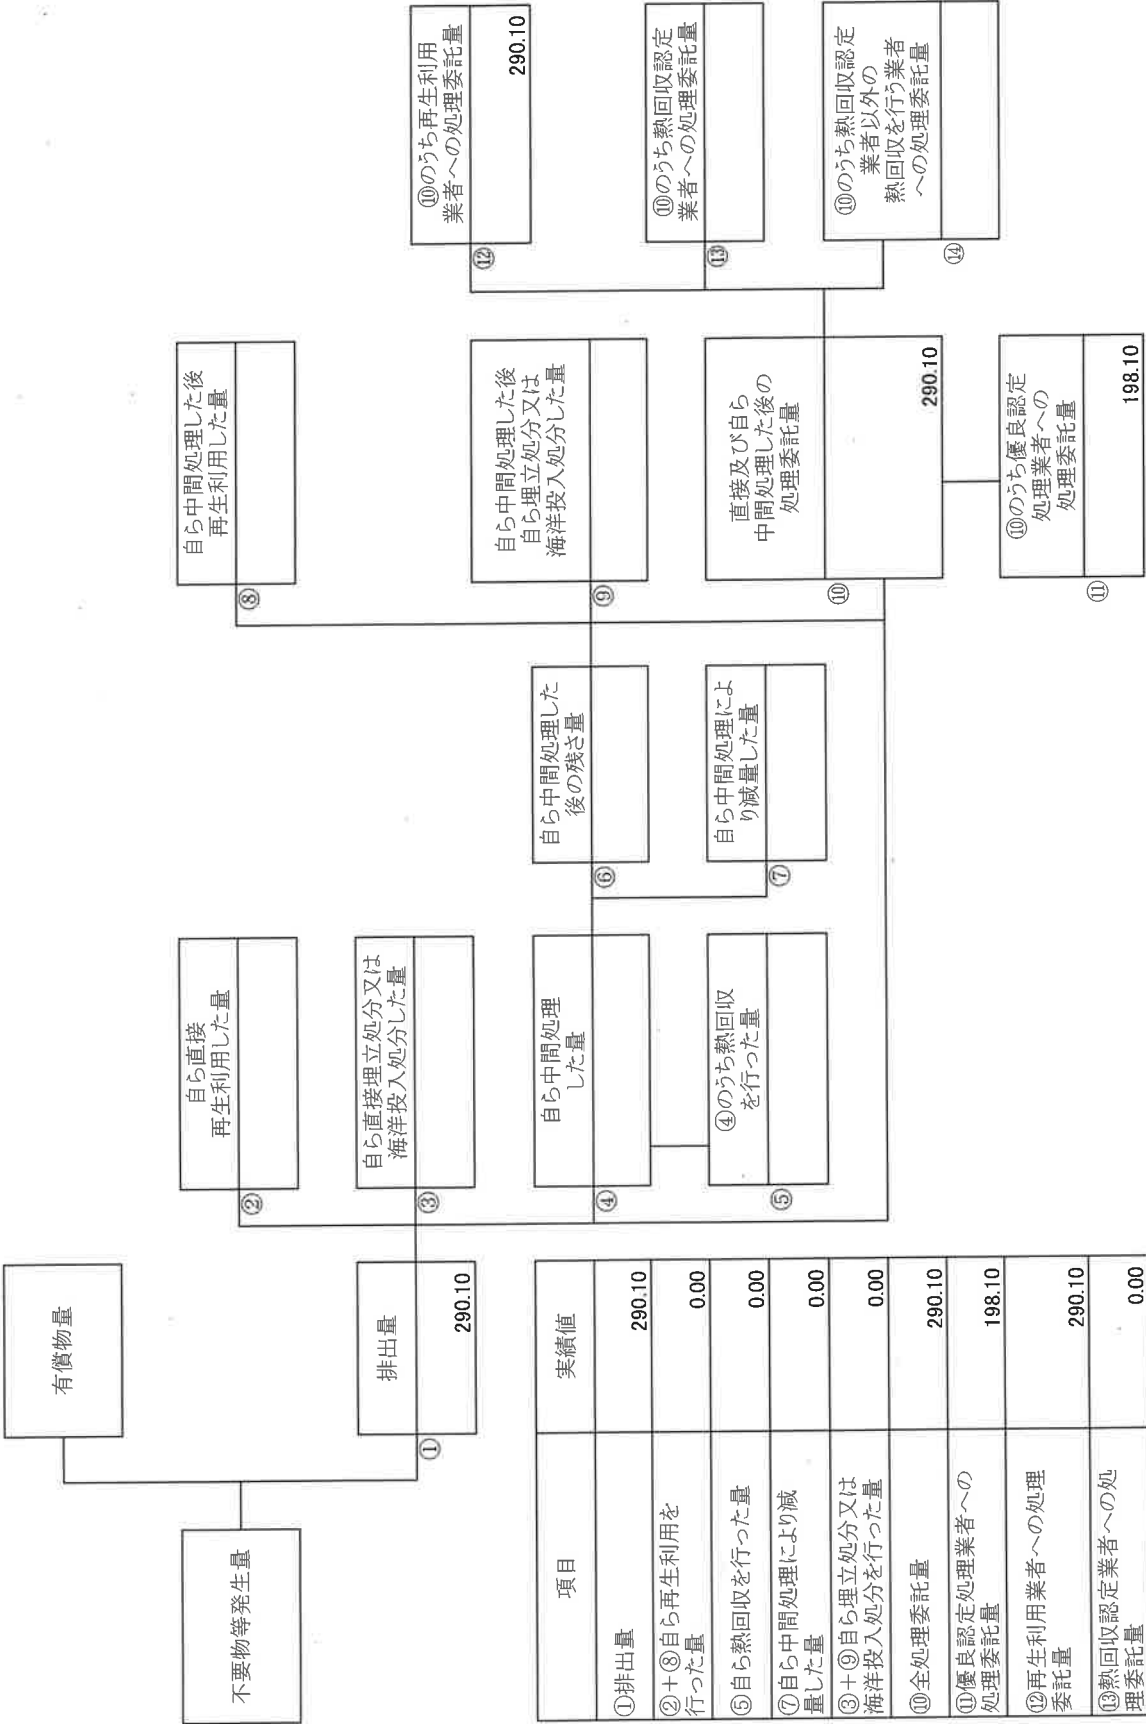 不要物等発生量
有償物量
排出量
①
290.10
自ら直接
再生利用した量
②
自ら直接埋立処分又は
海洋投入処分した量
③
自ら中間処理
した量
④
④のうち熱回収
を行った量
⑤
自ら中間処理した
後の残さ量
⑥
自ら中間処理によ
り減量した量
⑦
自ら中間処理した後
再生利用した量
⑧
自ら中間処理した後
自ら埋立処分又は
海洋投入処分した量
⑨
直接及び自ら
中間処理した後の
処理委託量
⑩
290.10
⑩のうち優良認定
処理業者への
処理委託量
⑪
198.10
⑩のうち再生利用
業者への処理委託量
⑫
290.10
⑩のうち熱回収認定
業者への処理委託量
⑬
⑩のうち熱回収認定
業者以外の
熱回収を行う業者
への処理委託量
⑭
項目 実績値
①排出量 290.10
②+⑧自ら再生利用を
行った量 0.00
⑤自ら熱回収を行った量 0.00
⑦自ら中間処理により減
量した量 0.00
③+⑨自ら埋立処分又は
海洋投入処分を行った量 0.00
⑩全処理委託量 290.10
⑪優良認定処理業者への
処理委託量 198.10
⑫再生利用業者への処理
委託量 290.10
⑬熱回収認定業者への処
理委託量 0.00